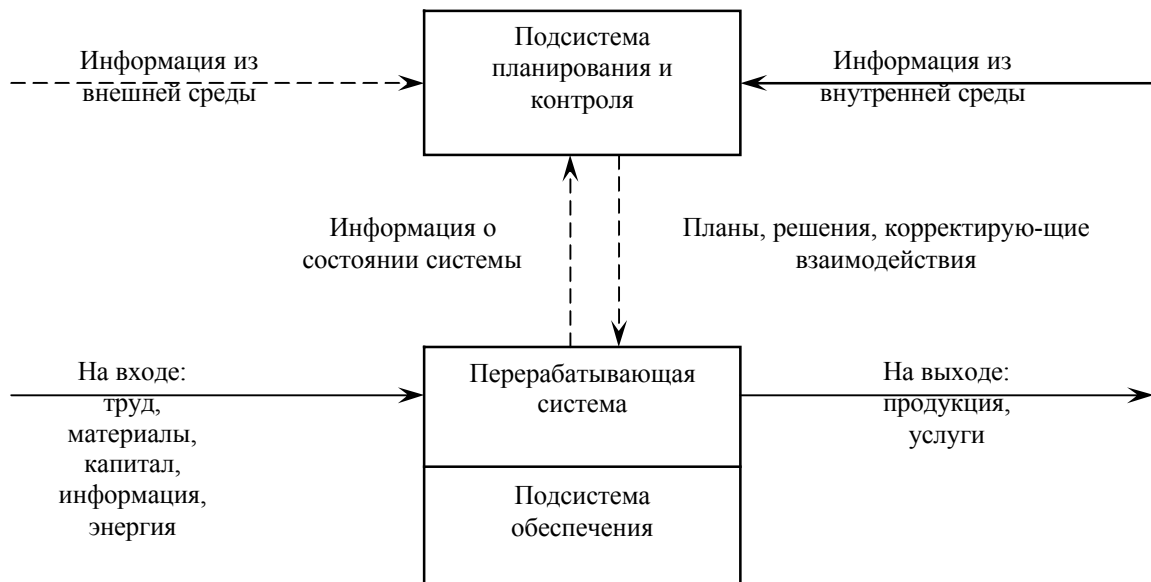 Подсистема
планирования и
контроля
Информация из
внешней среды
Информация из
внутренней среды
Информация о
состоянии системы
Планы, решения, корректирую-щие
взаимодействия
На входе:
труд,
материалы,
капитал,
информация,
энергия
Перерабатывающая
система
На выходе:
продукция,
услуги
Подсистема
обеспечения